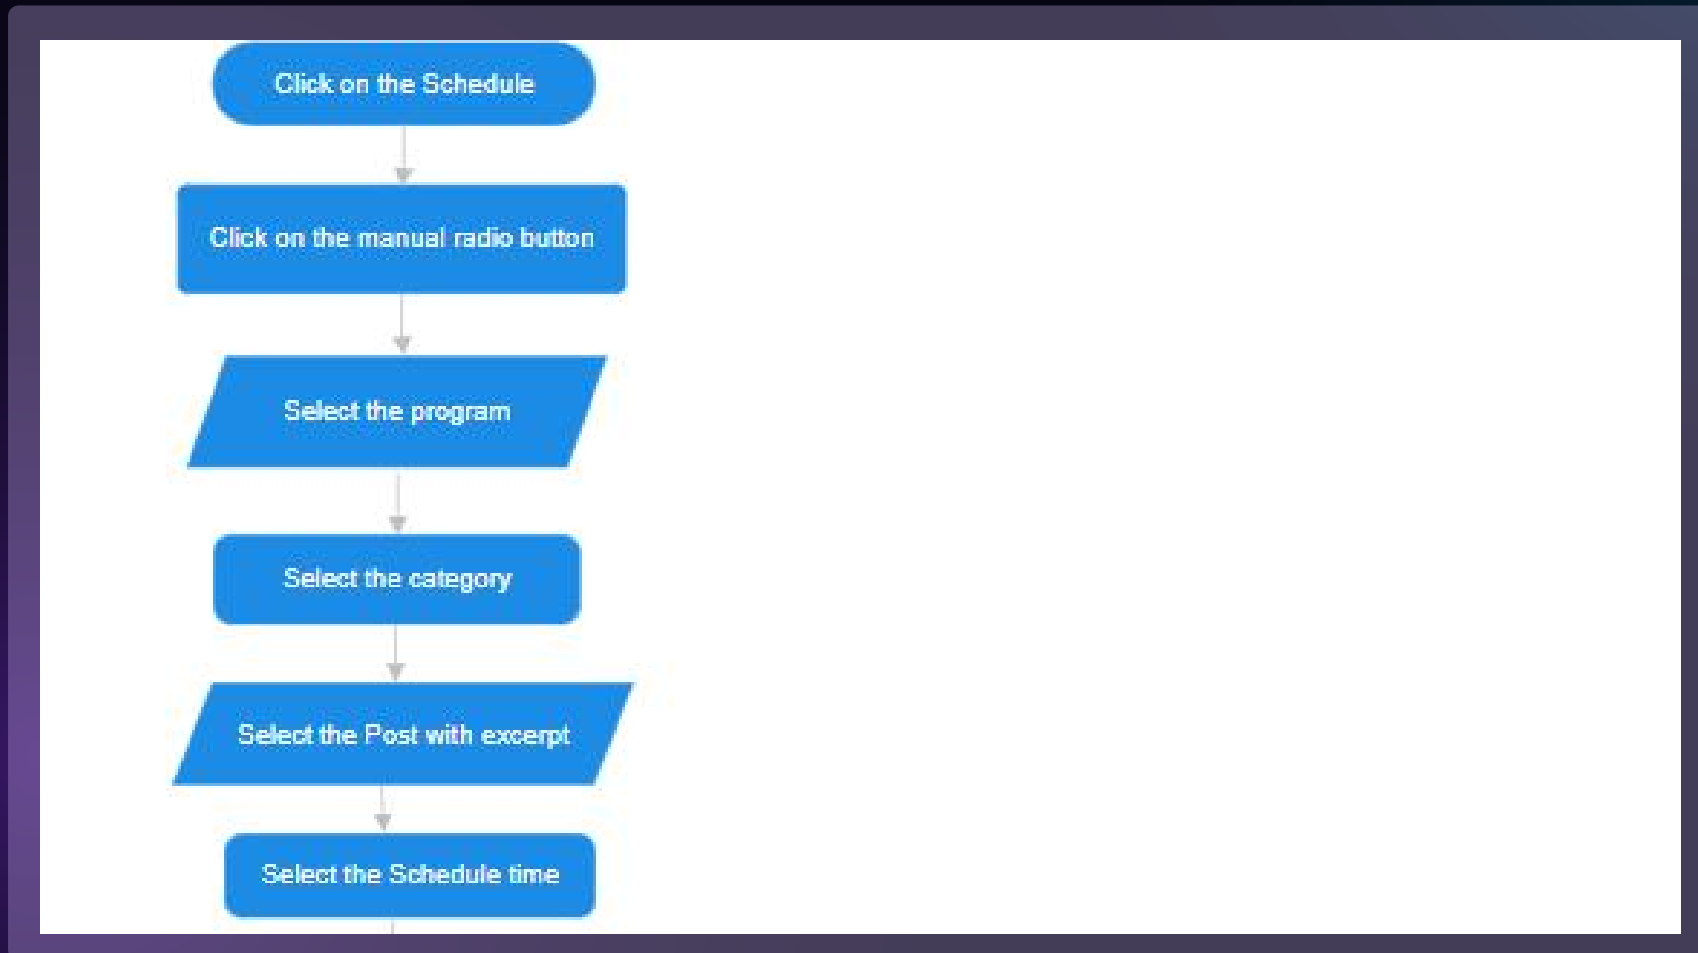 Click on the Schedule
Click on the manual radio button
Select the program
Select the category
Select the Post with excerpt
Select the Schedule time